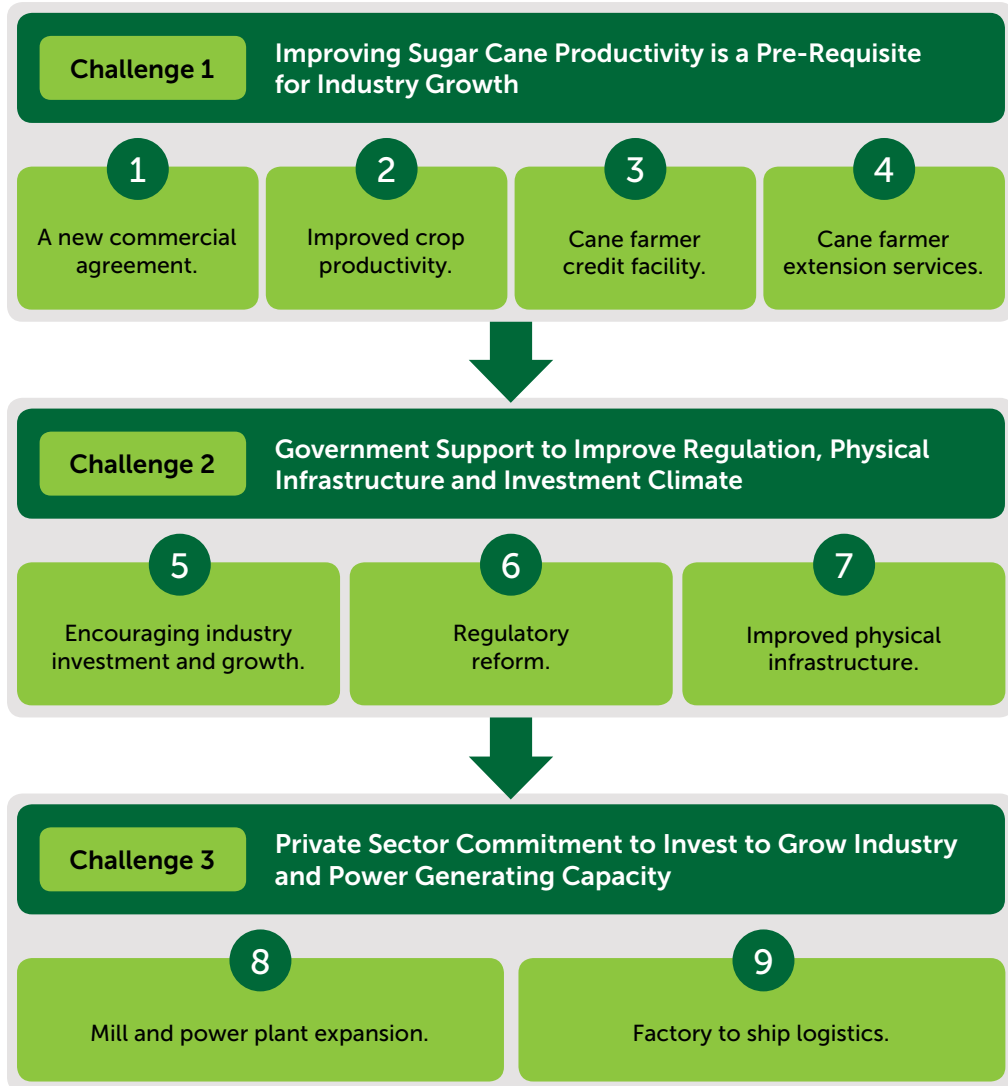 Challenge 1
Improving Sugar Cane Productivity is a Pre-Requisite
for Industry Growth
1
A new commercial
agreement.
2
Improved crop
productivity.
3
Cane farmer
credit facility.
4
Cane farmer
extension services.
Challenge 2
Government Support to Improve Regulation, Physical
Infrastructure and Investment Climate
5
Encouraging industry
investment and growth.
6
Regulatory
reform.
7
Improved physical
infrastructure.
Challenge 3
Private Sector Commitment to Invest to Grow Industry
and Power Generating Capacity
8
Mill and power plant expansion.
9
Factory to ship logistics.